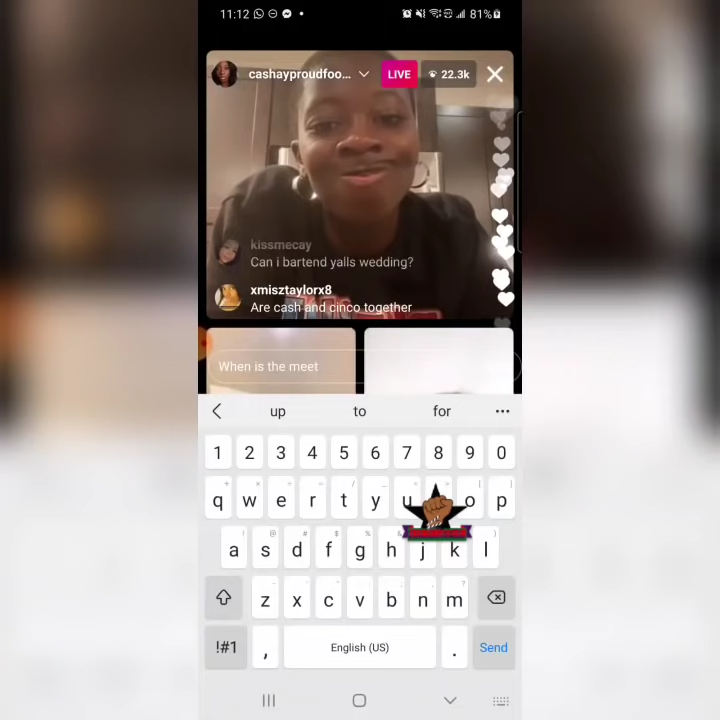 11:12
81%
cashayproudfoo...
LIVE
22.3k
kissmecay
Can i bartend yalls wedding?
xmisztaylorx8
Are cash and cinco together
When is the meet
up
to
for
1 2 3 4 5 6 7 8 9 0
q w e r t y u o p
a s d f g h j k l
z x c v b n m
!#1
,
English (US)
.
Send